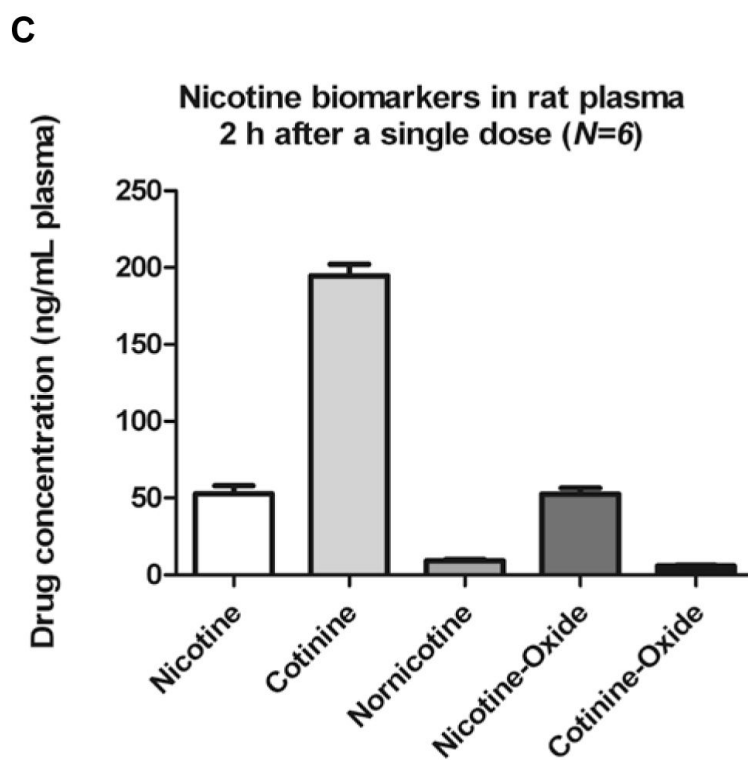 C
Nicotine biomarkers in rat plasma
2 h after a single dose (N=6)
Drug concentration (ng/mL plasma)
250
200
150
100
50
0
Nicotine
Cotinine
Nornicotine
Nicotine-Oxide
Cotinine-Oxide